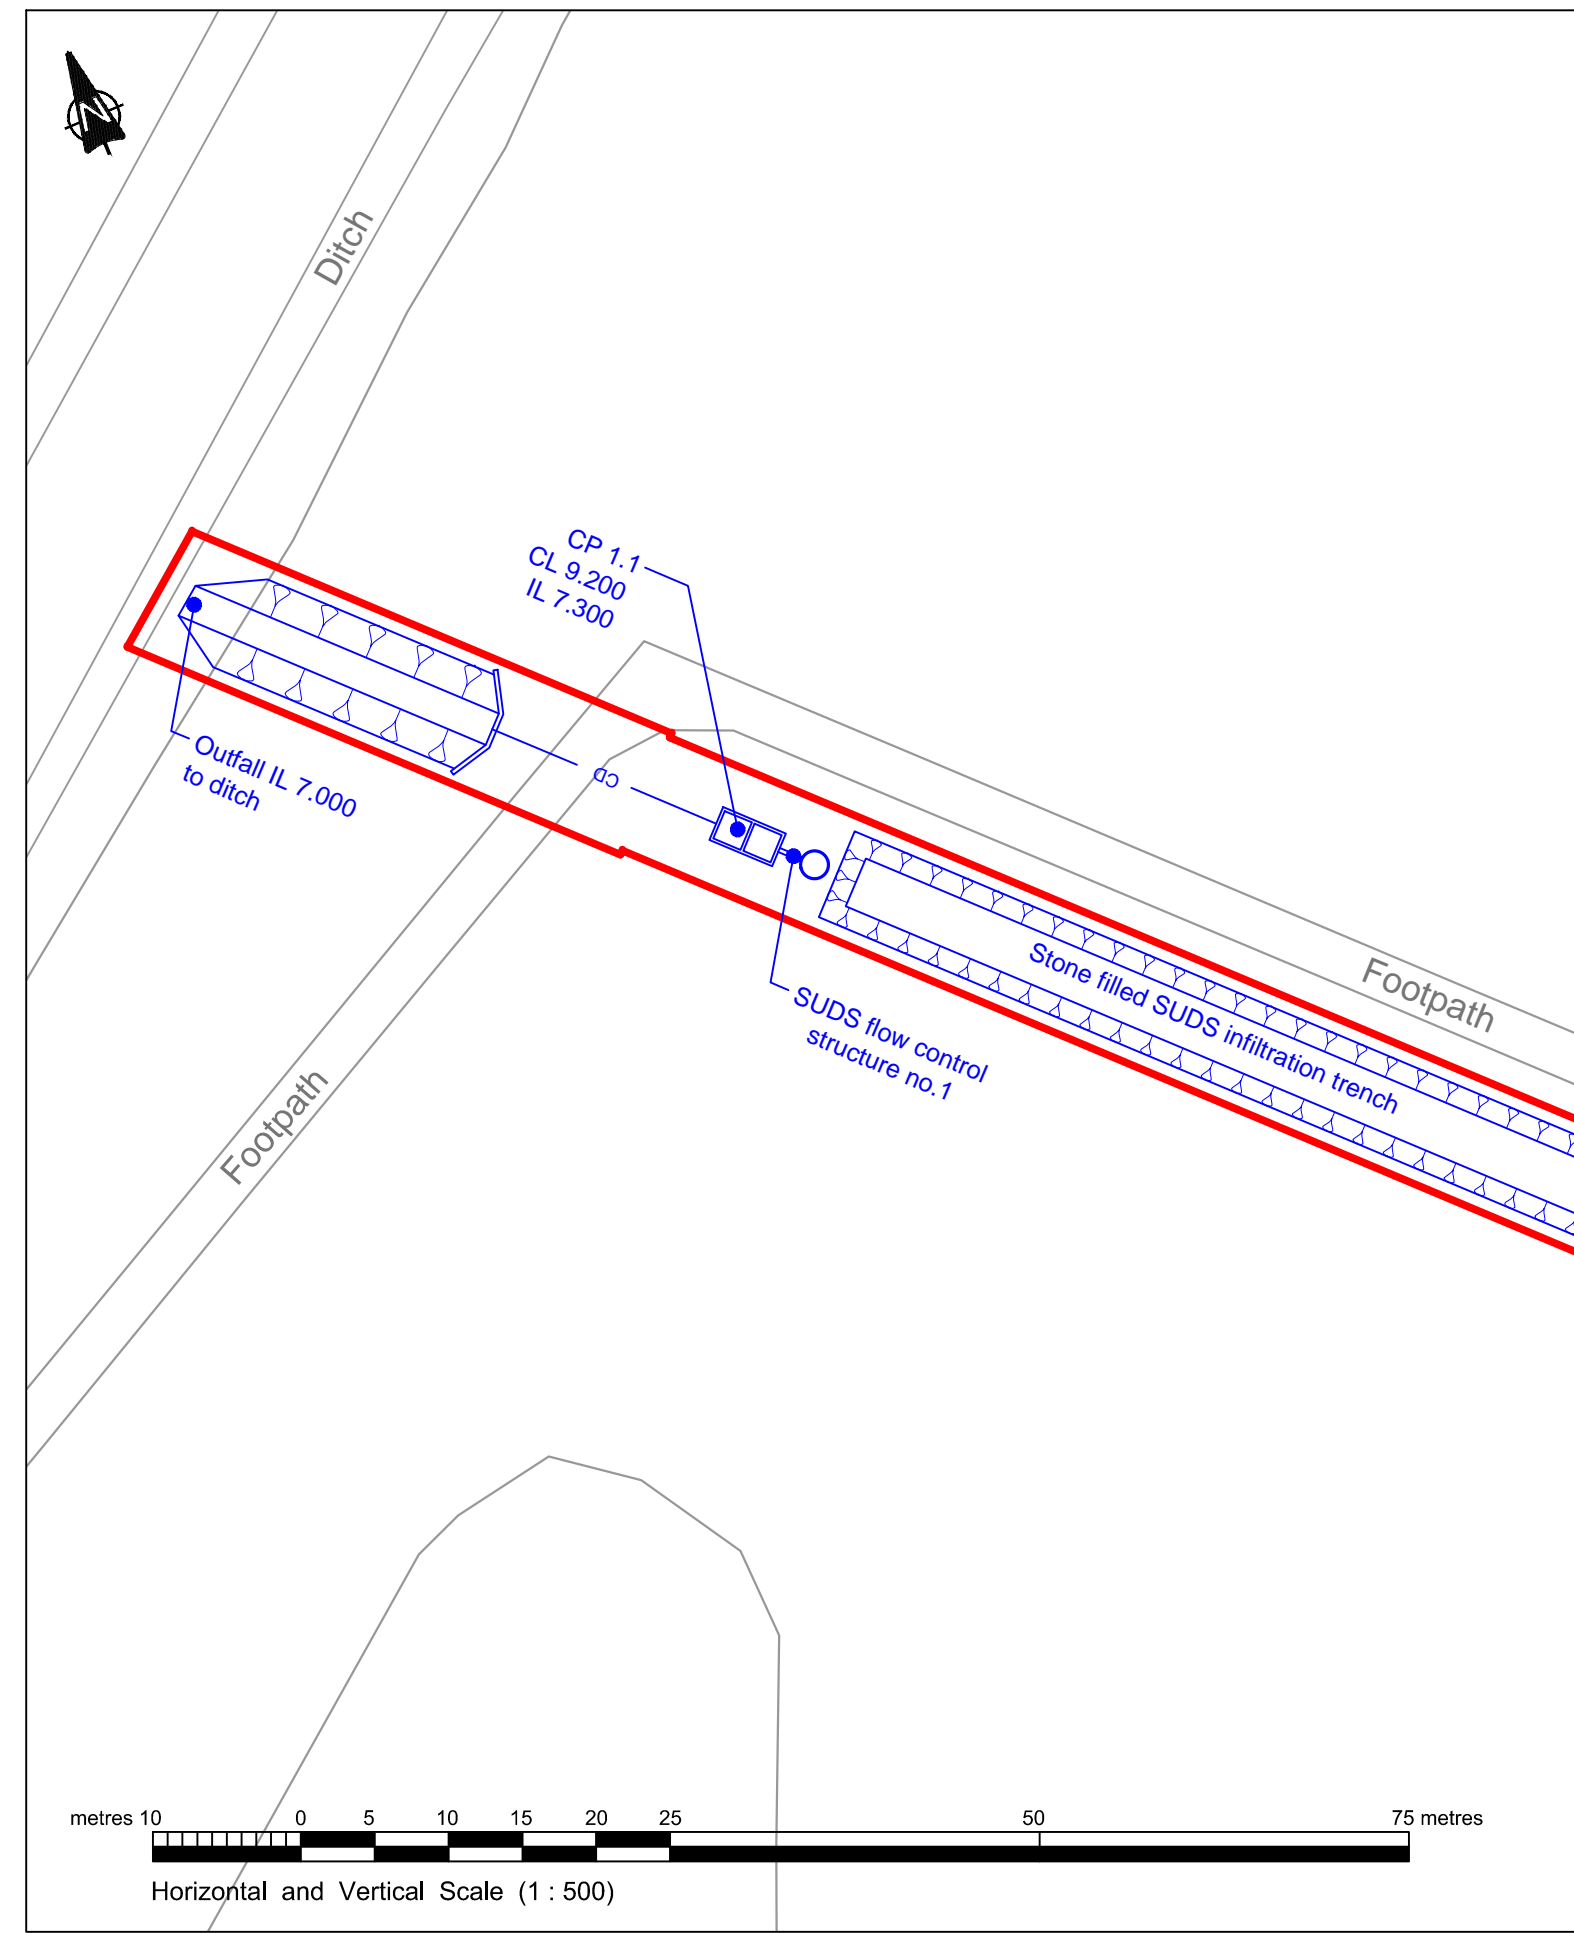 N
Ditch
CP 1.1
CL 9.200
IL 7.300
Outfall IL 7.000
to ditch
CD
SUDS flow control
structure no.1
Stone filled SUDS infiltration trench
Footpath
Footpath
metres 10 0 5 10 15 20 25 50 75 metres
Horizontal and Vertical Scale (1 : 500)